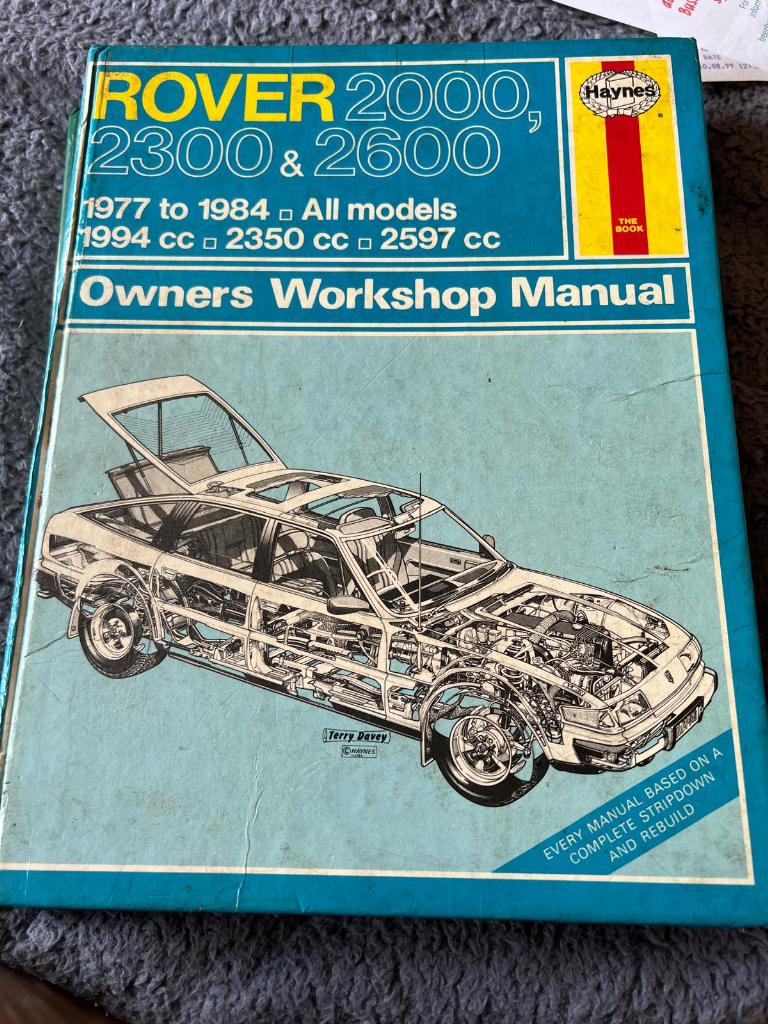 ROVER 2000,
2300 & 2600
1977 to 1984 □ All models
1994 cc □ 2350 cc □ 2597 cc
Haynes
®
THE
BOOK
Owners Workshop Manual
Terry Davey
© HAYNES
EVERY MANUAL BASED ON A
COMPLETE STRIPDOWN
AND REBUILD
DATE